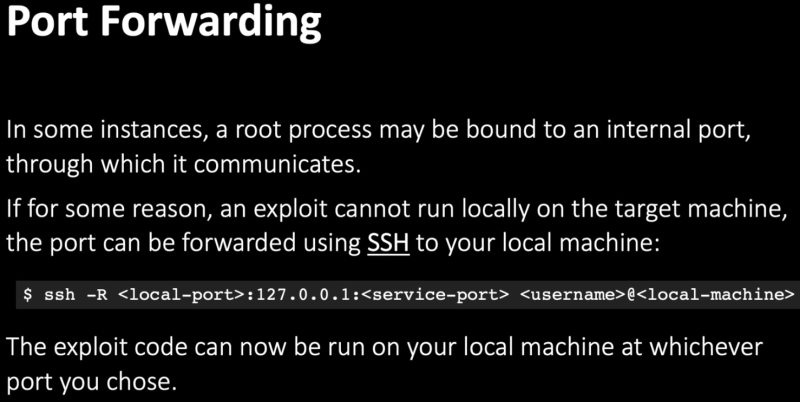 Port Forwarding
In some instances, a root process may be bound to an internal port,
through which it communicates.
If for some reason, an exploit cannot run locally on the target machine,
the port can be forwarded using SSH to your local machine:
$ ssh -R <local-port>:127.0.0.1:<service-port> <username>@<local-machine>
The exploit code can now be run on your local machine at whichever
port you chose.